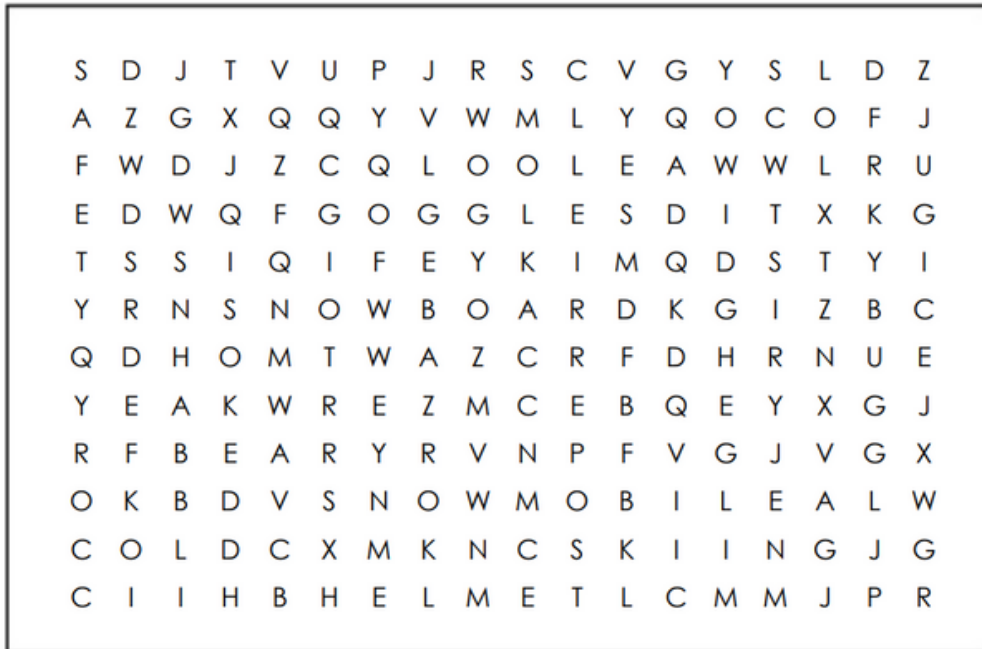 S D J T V U P J R S C V G Y S L D Z
A Z G X Q Q Y V W M L Y Q O C O F J
F W D J Z C Q L O O L E A W W L R U
E D W Q F G O G G L E S D I T X K G
T S S I Q I F E Y K I M Q D S T Y I
Y R N S N O W B O A R D K G I Z B C
Q D H O M T W A Z C R F D H R N U E
Y E A K W R E Z M C E B Q E Y X G J
R F B E A R Y R V N P F V G J V G X
O K B D V S N O W M O B I L E A L W
C O L D C X M K N C S K I I N G J G
C I I H B H E L M E T L C M M J P R